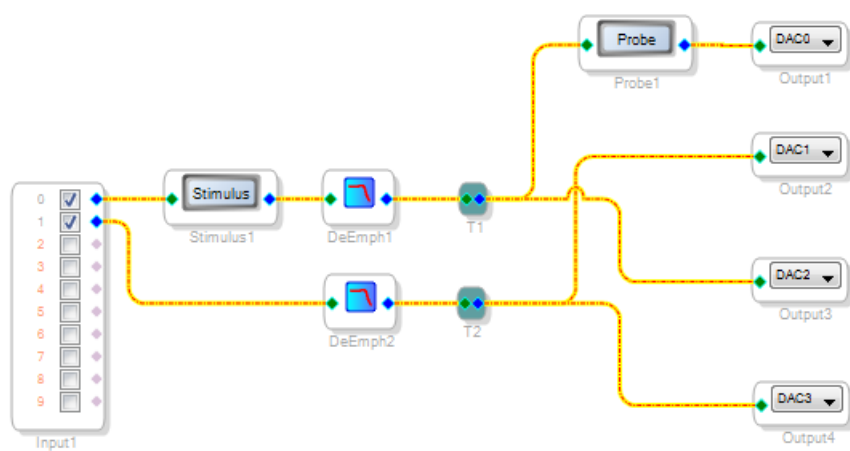 Probe
Probe1
DAC0
Output1
DAC1
Output2
0
1
2
3
4
5
6
7
8
9
Input1
Stimulus
Stimulus1
DeEmph1
T1
DeEmph2
T2
DAC2
Output3
DAC3
Output4